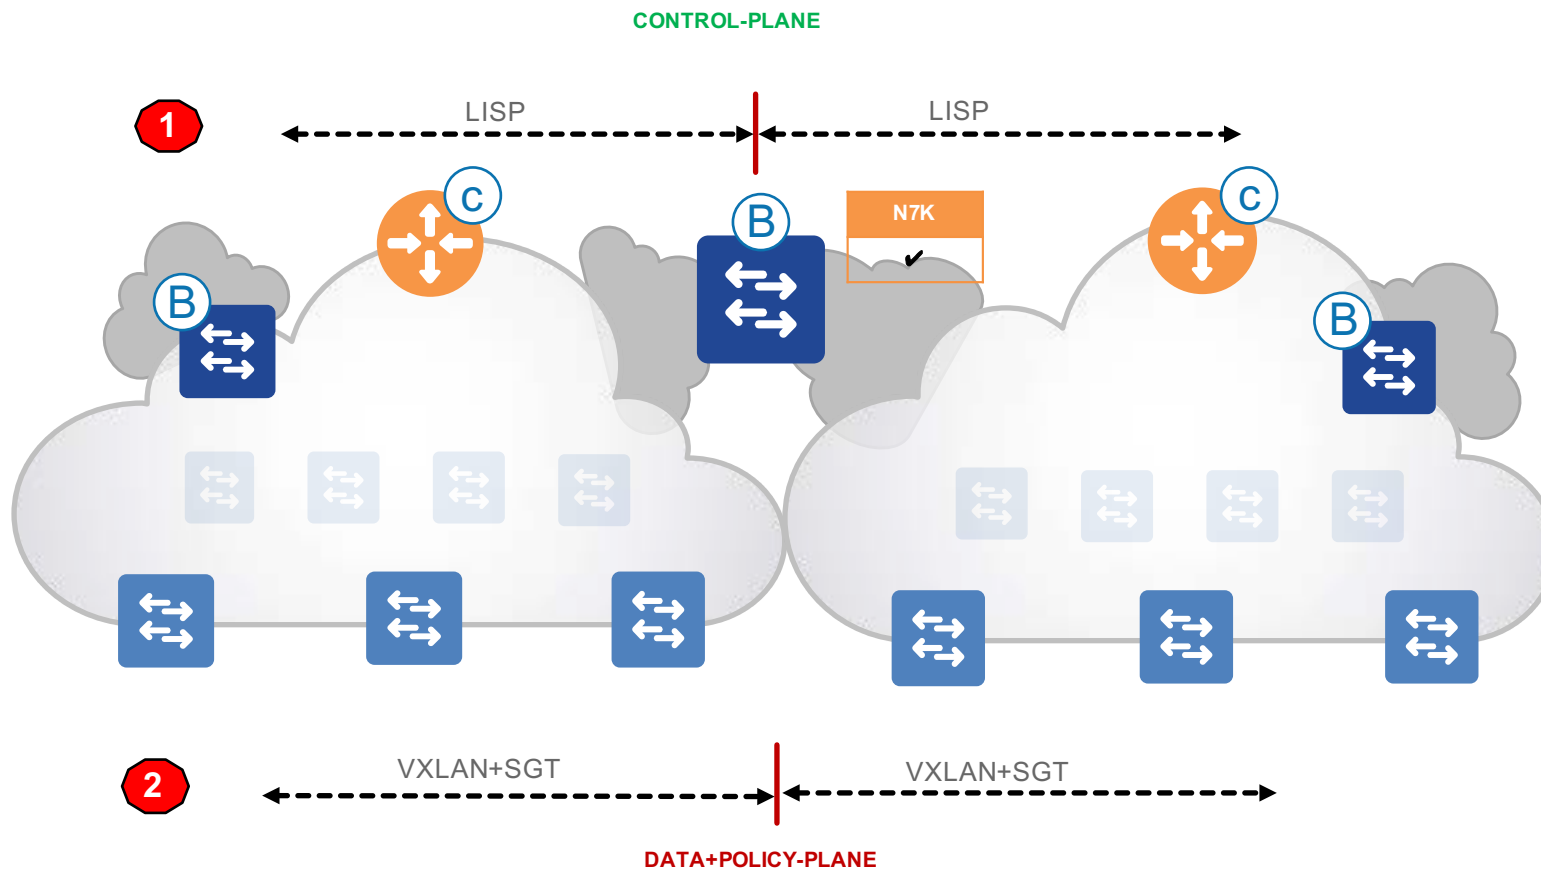 CONTROL-PLANE
1
LISP
LISP
C
B
N7K
✔
C
B
B
2
VXLAN+SGT
VXLAN+SGT
DATA+POLICY-PLANE